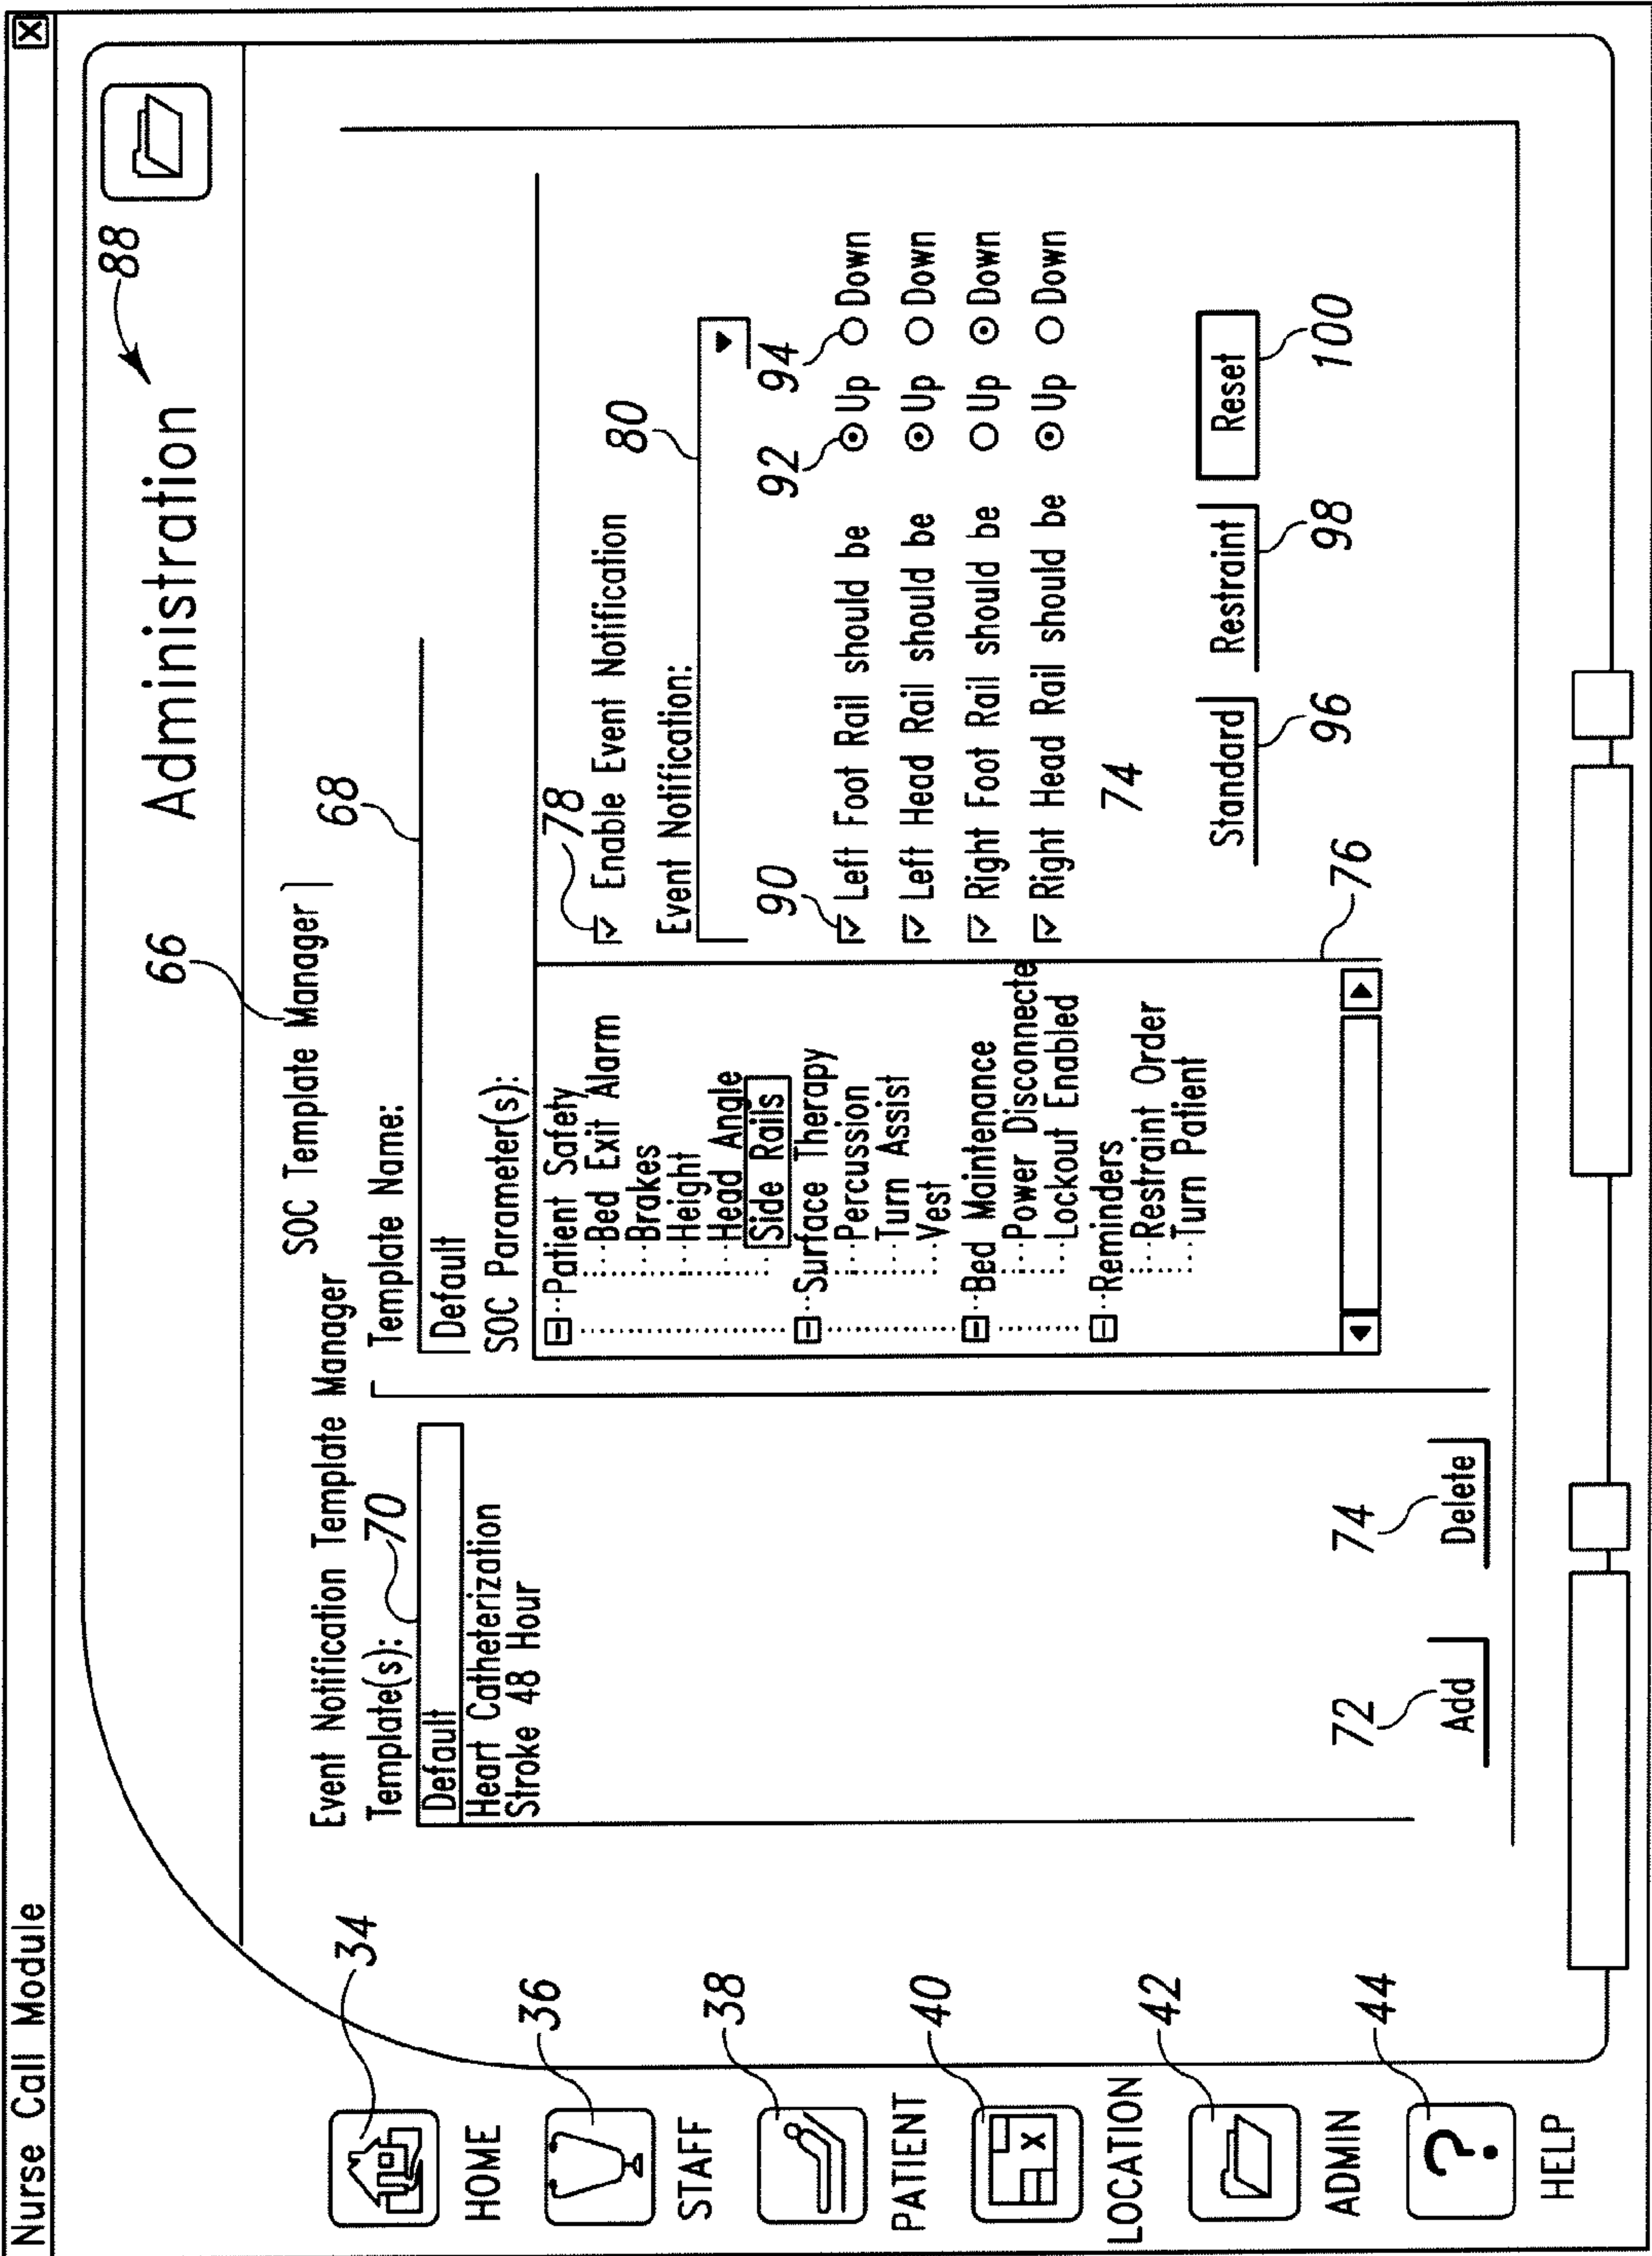 Nurse Call Module
X
Administration
88
66
34
HOME
36
STAFF
38
PATIENT
40
X
LOCATION
42
ADMIN
44
?
HELP
Event Notification Template Manager
SOC Template Manager
Template(s):
70
Default
Heart Catheterization
Stroke 48 Hour
72
74
Add
Delete
Template Name:
68
Default
SOC Parameter(s):
Patient Safety
Bed Exit Alarm
Brakes
Height
Head Angle
Side Rails
Surface Therapy
Percussion
Turn Assist
Vest
Bed Maintenance
Power Disconnecte
Lockout Enabled
Reminders
Restraint Order
Turn Patient
76
78
Enable Event Notification
Event Notification:
80
90
92
94
Left Foot Rail should be Up Down
Left Head Rail should be Up Down
Right Foot Rail should be Up Down
Right Head Rail should be Up Down
74
Standard Restraint Reset
96 98 100